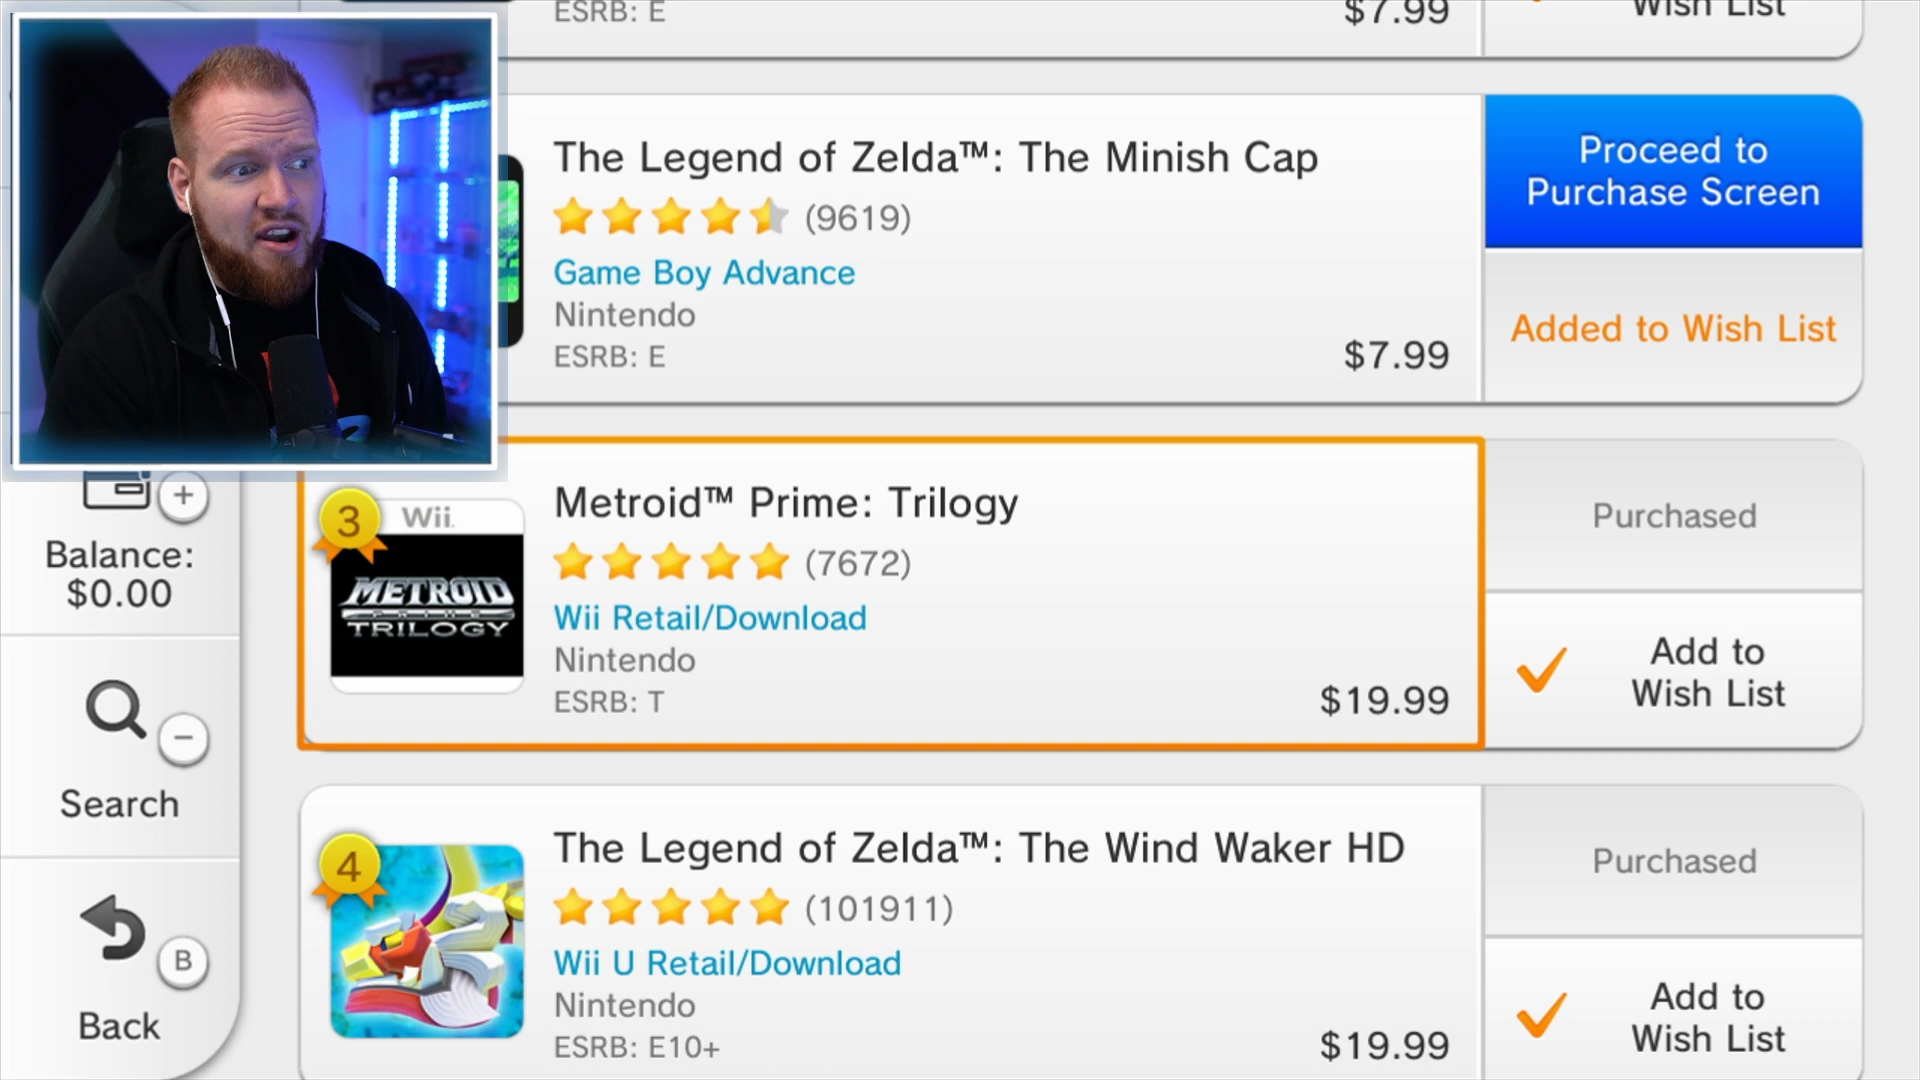 ESRB: E
$7.99
Wish List
The Legend of Zelda™: The Minish Cap
(9619)
Game Boy Advance
Nintendo
ESRB: E
$7.99
Proceed to
Purchase Screen
Added to Wish List
3
Wii
METROID
PRIME
TRILOGY
Metroid™ Prime: Trilogy
(7672)
Wii Retail/Download
Nintendo
ESRB: T
$19.99
Purchased
Add to
Wish List
4
The Legend of Zelda™: The Wind Waker HD
(101911)
Wii U Retail/Download
Nintendo
ESRB: E10+
$19.99
Purchased
Add to
Wish List
+
Balance:
$0.00
−
Search
B
Back